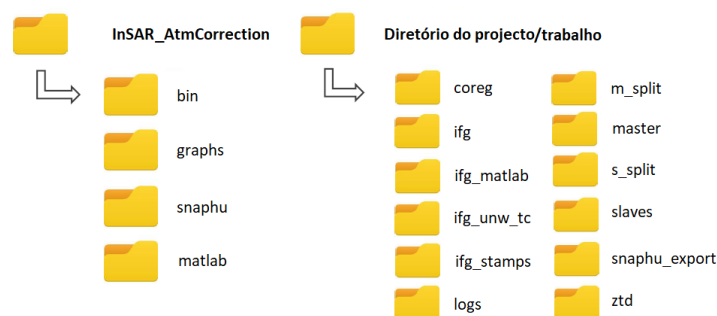 InSAR_AtmCorrection
bin
graphs
snaphu
matlab
Diretório do projecto/trabalho
coreg
ifg
ifg_matlab
ifg_unw_tc
ifg_stamps
logs
m_split
master
s_split
slaves
snaphu_export
ztd